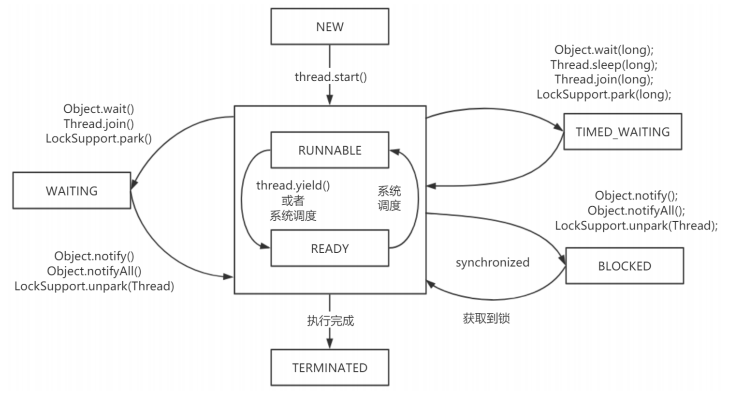 NEW
thread.start()
Object.wait()
Thread.join()
LockSupport.park()
Object.wait(long);
Thread.sleep(long);
Thread.join(long);
LockSupport.park(long);
RUNNABLE
TIMED_WAITING
WAITING
thread.yield()
或者
系统调度
系统
调度
Object.notify();
Object.notifyAll();
LockSupport.unpark(Thread);
READY
Object.notify()
Object.notifyAll()
LockSupport.unpark(Thread)
synchronized
BLOCKED
获取到锁
执行完成
TERMINATED